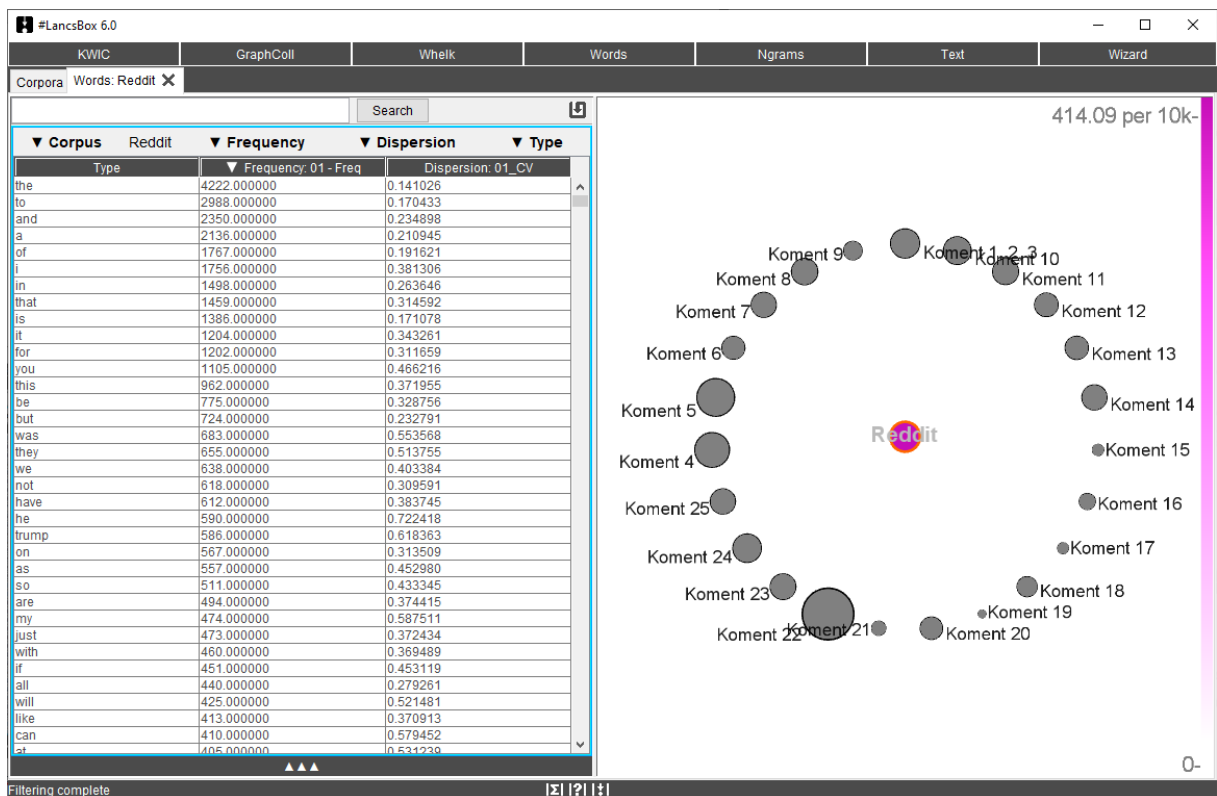 #LancsBox 6.0
KWIC GraphColl Whelk Words Ngrams Text Wizard
Corpora Words: Reddit
Search
▼ Corpus Reddit ▼ Frequency ▼ Dispersion ▼ Type
Type ▼ Frequency: 01 - Freq Dispersion: 01_CV
the 4222.000000 0.141026
to 2988.000000 0.170433
and 2350.000000 0.234898
a 2136.000000 0.210945
of 1767.000000 0.191621
i 1756.000000 0.381306
in 1498.000000 0.263646
that 1459.000000 0.314592
is 1386.000000 0.171078
it 1204.000000 0.343261
for 1202.000000 0.311659
you 1105.000000 0.466216
this 962.000000 0.371955
be 775.000000 0.328756
but 724.000000 0.232791
was 683.000000 0.553568
they 655.000000 0.513755
we 638.000000 0.403384
not 618.000000 0.309591
have 612.000000 0.383745
he 590.000000 0.722418
trump 586.000000 0.618363
on 567.000000 0.313509
as 557.000000 0.452980
so 511.000000 0.433345
are 494.000000 0.374415
my 474.000000 0.587511
just 473.000000 0.372434
with 460.000000 0.369489
if 451.000000 0.453119
all 440.000000 0.279261
will 425.000000 0.521481
like 413.000000 0.370913
can 410.000000 0.579452
at 405.000000 0.531239
▲▲▲
414.09 per 10k-
Koment 1, 2, 3
Koment 10
Koment 11
Koment 12
Koment 13
Koment 14
Koment 15
Koment 16
Koment 17
Koment 18
Koment 19
Koment 20
Koment 21
Koment 22
Koment 23
Koment 24
Koment 25
Koment 4
Koment 5
Koment 6
Koment 7
Koment 8
Koment 9
Reddit
0-
Filtering complete |Σ| |?| |‡|